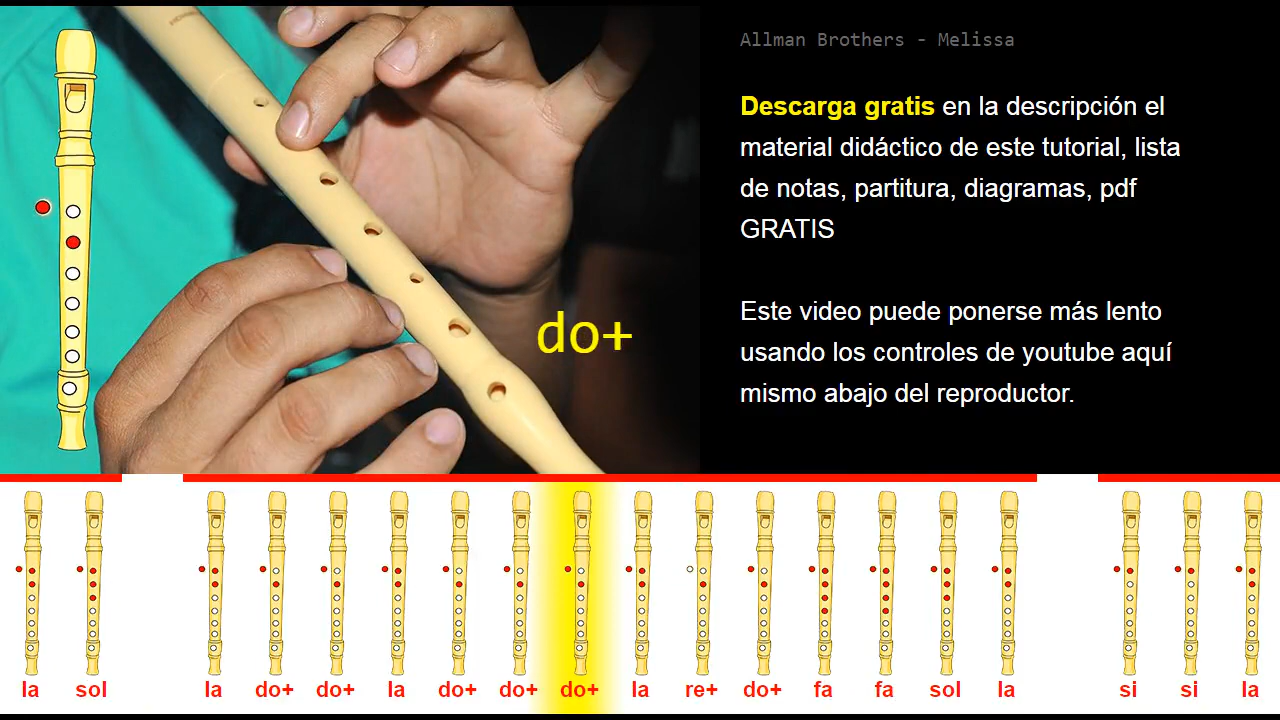 Allman Brothers - Melissa
Descarga gratis en la descripción el
material didáctico de este tutorial, lista
de notas, partitura, diagramas, pdf
GRATIS
Este video puede ponerse más lento
usando los controles de youtube aquí
mismo abajo del reproductor.
do+
la sol la do+ do+ la do+ do+ do+ la re+ do+ fa fa sol la si si la